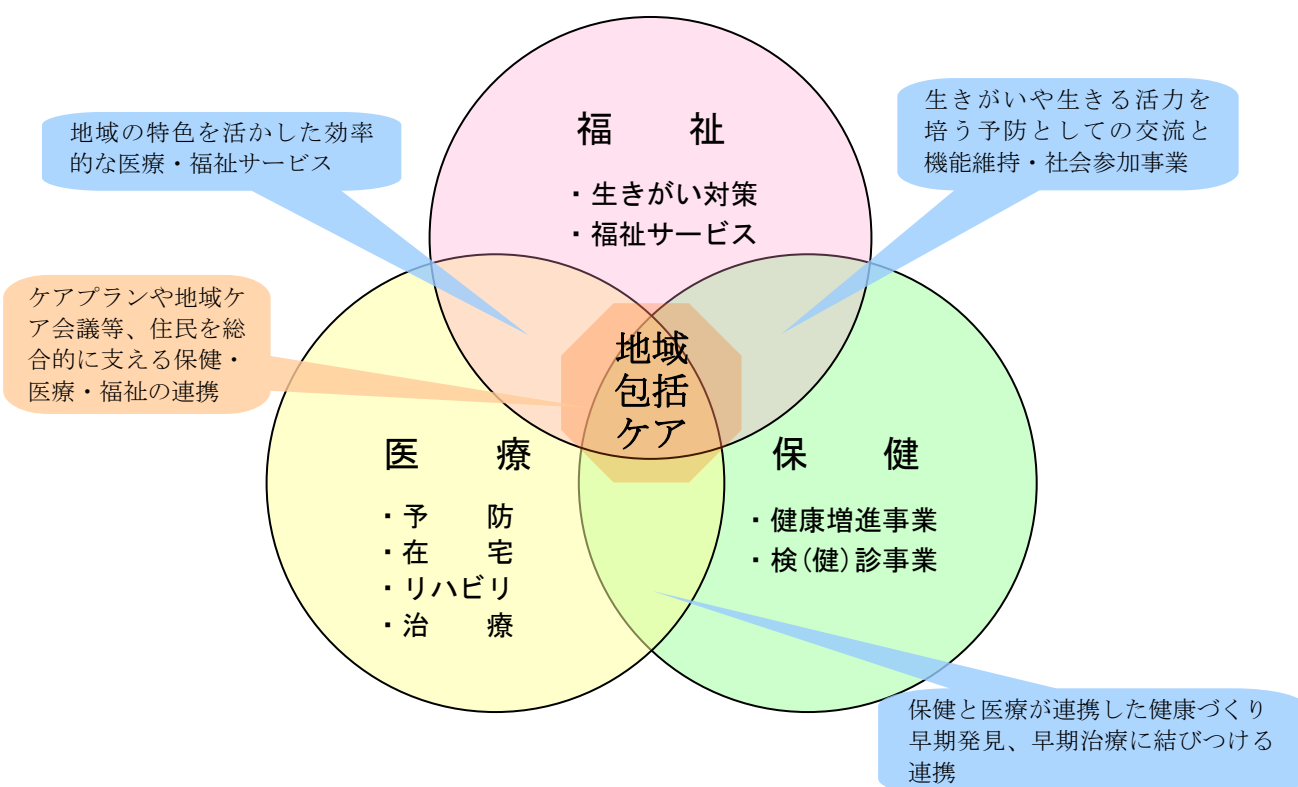 福　　祉
・生きがい対策
・福祉サービス
地域の特色を活かした効率
的な医療・福祉サービス
生きがいや生きる活力を
培う予防としての交流と
機能維持・社会参加事業
ケアプランや地域ケ
ア会議等、住民を総
合的に支える保健・
医療・福祉の連携
地域
包括
ケア
医　　療
・予　　防
・在　　宅
・リハビリ
・治　　療
保　　健
・健康増進事業
・検(健)診事業
保健と医療が連携した健康づくり
早期発見、早期治療に結びつける
連携